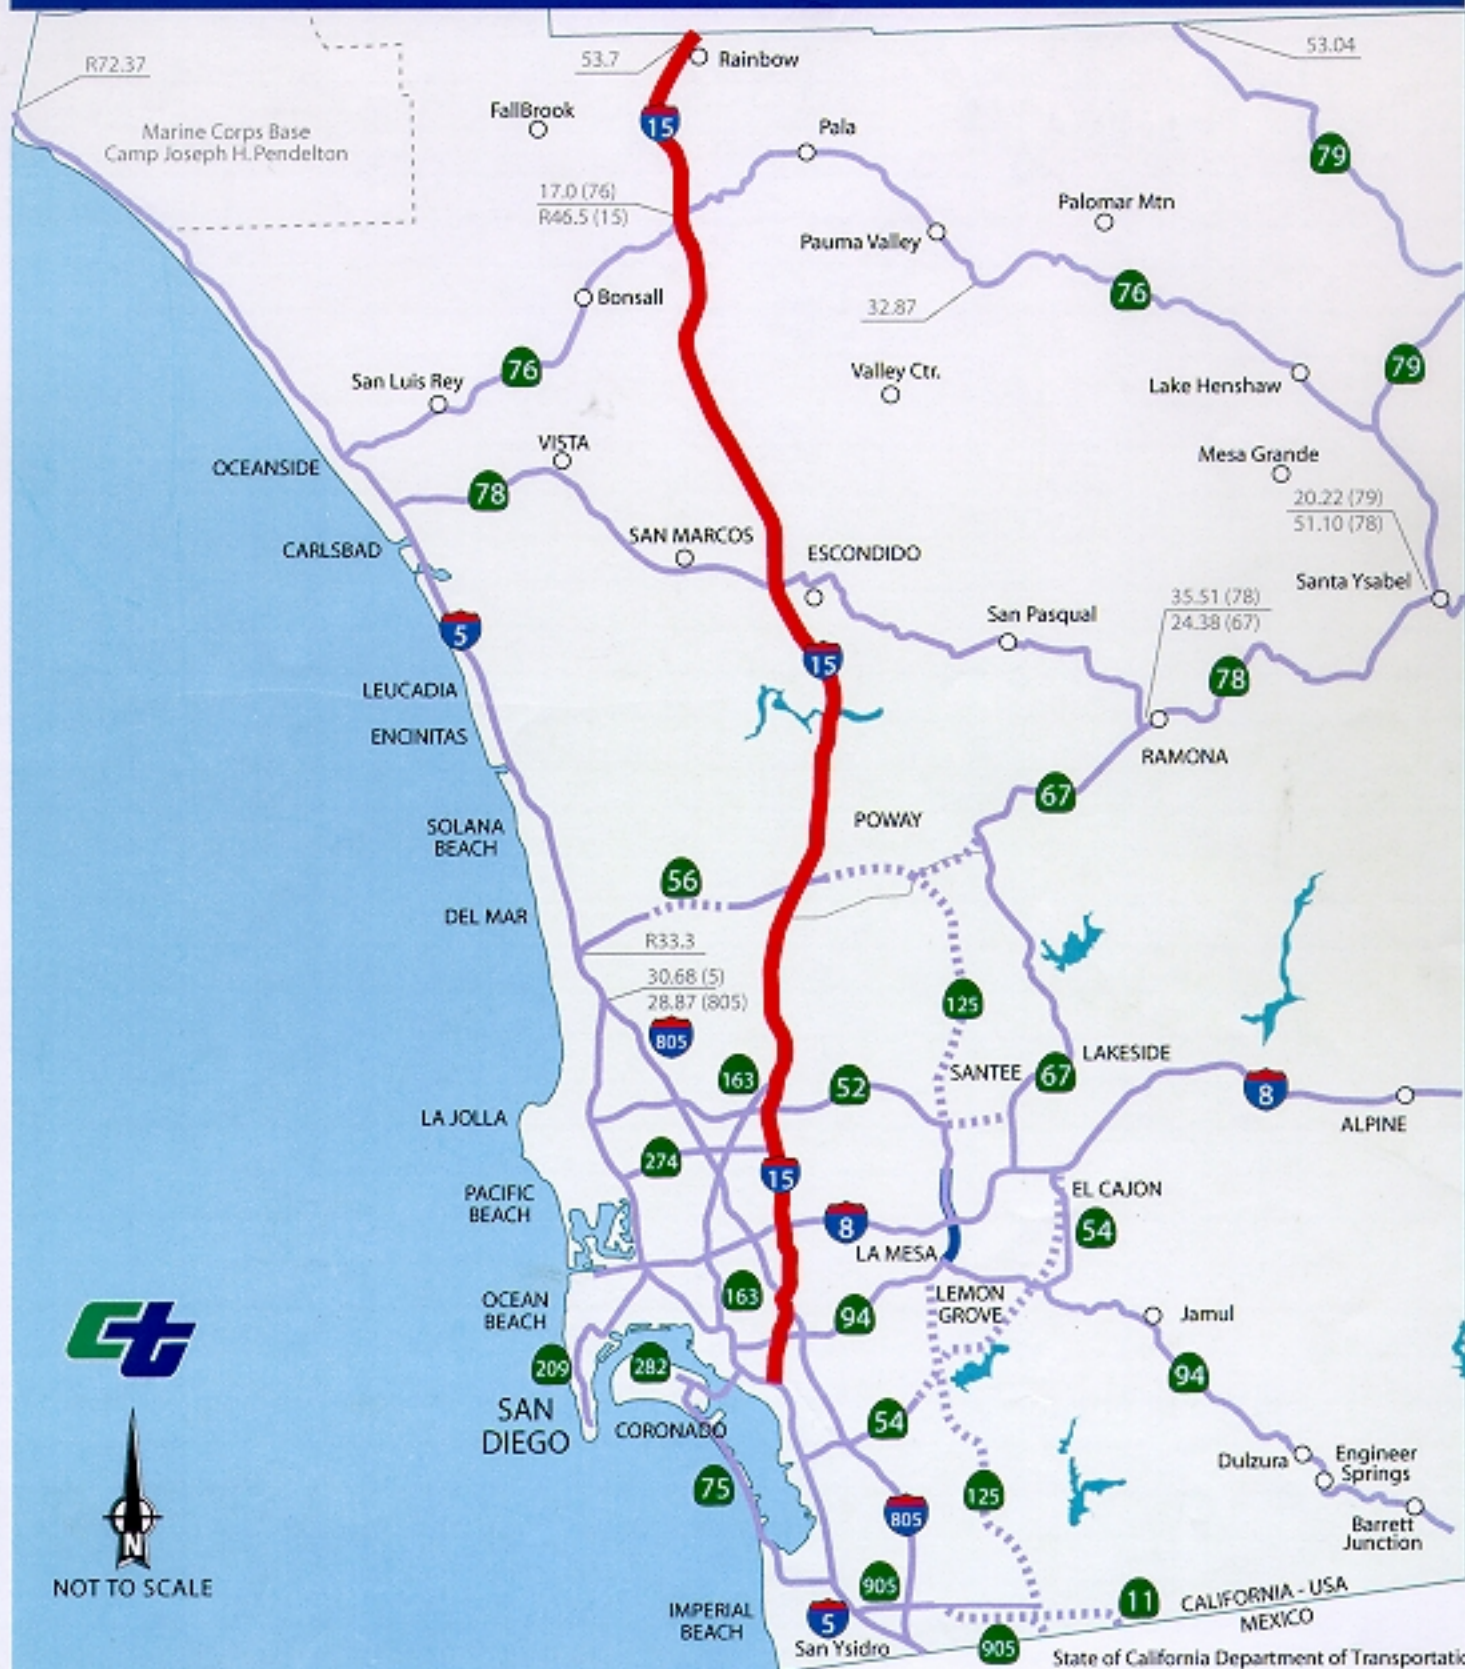 R72.37
53.7
Rainbow
53.04
FallBrook
15
Pala
79
Marine Corps Base
Camp Joseph H. Pendelton
17.0 (76)
R46.5 (15)
Palomar Mtn
Pauma Valley
76
Bonsall
32.87
76
San Luis Rey
Valley Ctr.
Lake Henshaw
79
VISTA
OCEANSIDE
78
Mesa Grande
20.22 (79)
51.10 (78)
SAN MARCOS
CARLSBAD
ESCONDIDO
Santa Ysabel
35.51 (78)
24.38 (67)
San Pasqual
5
15
78
LEUCADIA
ENCINITAS
RAMONA
67
SOLANA
BEACH
POWAY
56
DEL MAR
R33.3
30.68 (5)
28.87 (805)
125
805
163
52
SANTEE
67
LAKESIDE
8
LA JOLLA
ALPINE
274
15
PACIFIC
BEACH
EL CAJON
8
54
LA MESA
OCEAN
BEACH
163
94
LEMON
GROVE
Jamul
ct
209
282
94
SAN
DIEGO
CORONADO
54
Dulzura
Engineer
Springs
75
125
805
Barrett
Junction
N
NOT TO SCALE
905
11
CALIFORNIA - USA
MEXICO
IMPERIAL
BEACH
5
San Ysidro
905
State of California Department of Transportatio